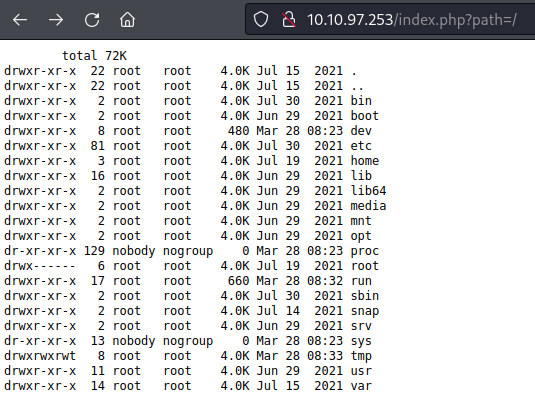 10.10.97.253/index.php?path=/
total 72K
drwxr-xr-x 22 root root 4.0K Jul 15 2021 .
drwxr-xr-x 22 root root 4.0K Jul 15 2021 ..
drwxr-xr-x 2 root root 4.0K Jul 30 2021 bin
drwxr-xr-x 2 root root 4.0K Jun 29 2021 boot
drwxr-xr-x 8 root root 480 Mar 28 08:23 dev
drwxr-xr-x 81 root root 4.0K Jul 30 2021 etc
drwxr-xr-x 3 root root 4.0K Jul 19 2021 home
drwxr-xr-x 16 root root 4.0K Jun 29 2021 lib
drwxr-xr-x 2 root root 4.0K Jun 29 2021 lib64
drwxr-xr-x 2 root root 4.0K Jun 29 2021 media
drwxr-xr-x 2 root root 4.0K Jun 29 2021 mnt
drwxr-xr-x 2 root root 4.0K Jun 29 2021 opt
dr-xr-xr-x 129 nobody nogroup 0 Mar 28 08:23 proc
drwx------ 6 root root 4.0K Jul 19 2021 root
drwxr-xr-x 17 root root 660 Mar 28 08:32 run
drwxr-xr-x 2 root root 4.0K Jul 30 2021 sbin
drwxr-xr-x 2 root root 4.0K Jul 14 2021 snap
drwxr-xr-x 2 root root 4.0K Jun 29 2021 srv
dr-xr-xr-x 13 nobody nogroup 0 Mar 28 08:23 sys
drwxrwxrwt 8 root root 4.0K Mar 28 08:33 tmp
drwxr-xr-x 11 root root 4.0K Jun 29 2021 usr
drwxr-xr-x 14 root root 4.0K Jul 15 2021 var